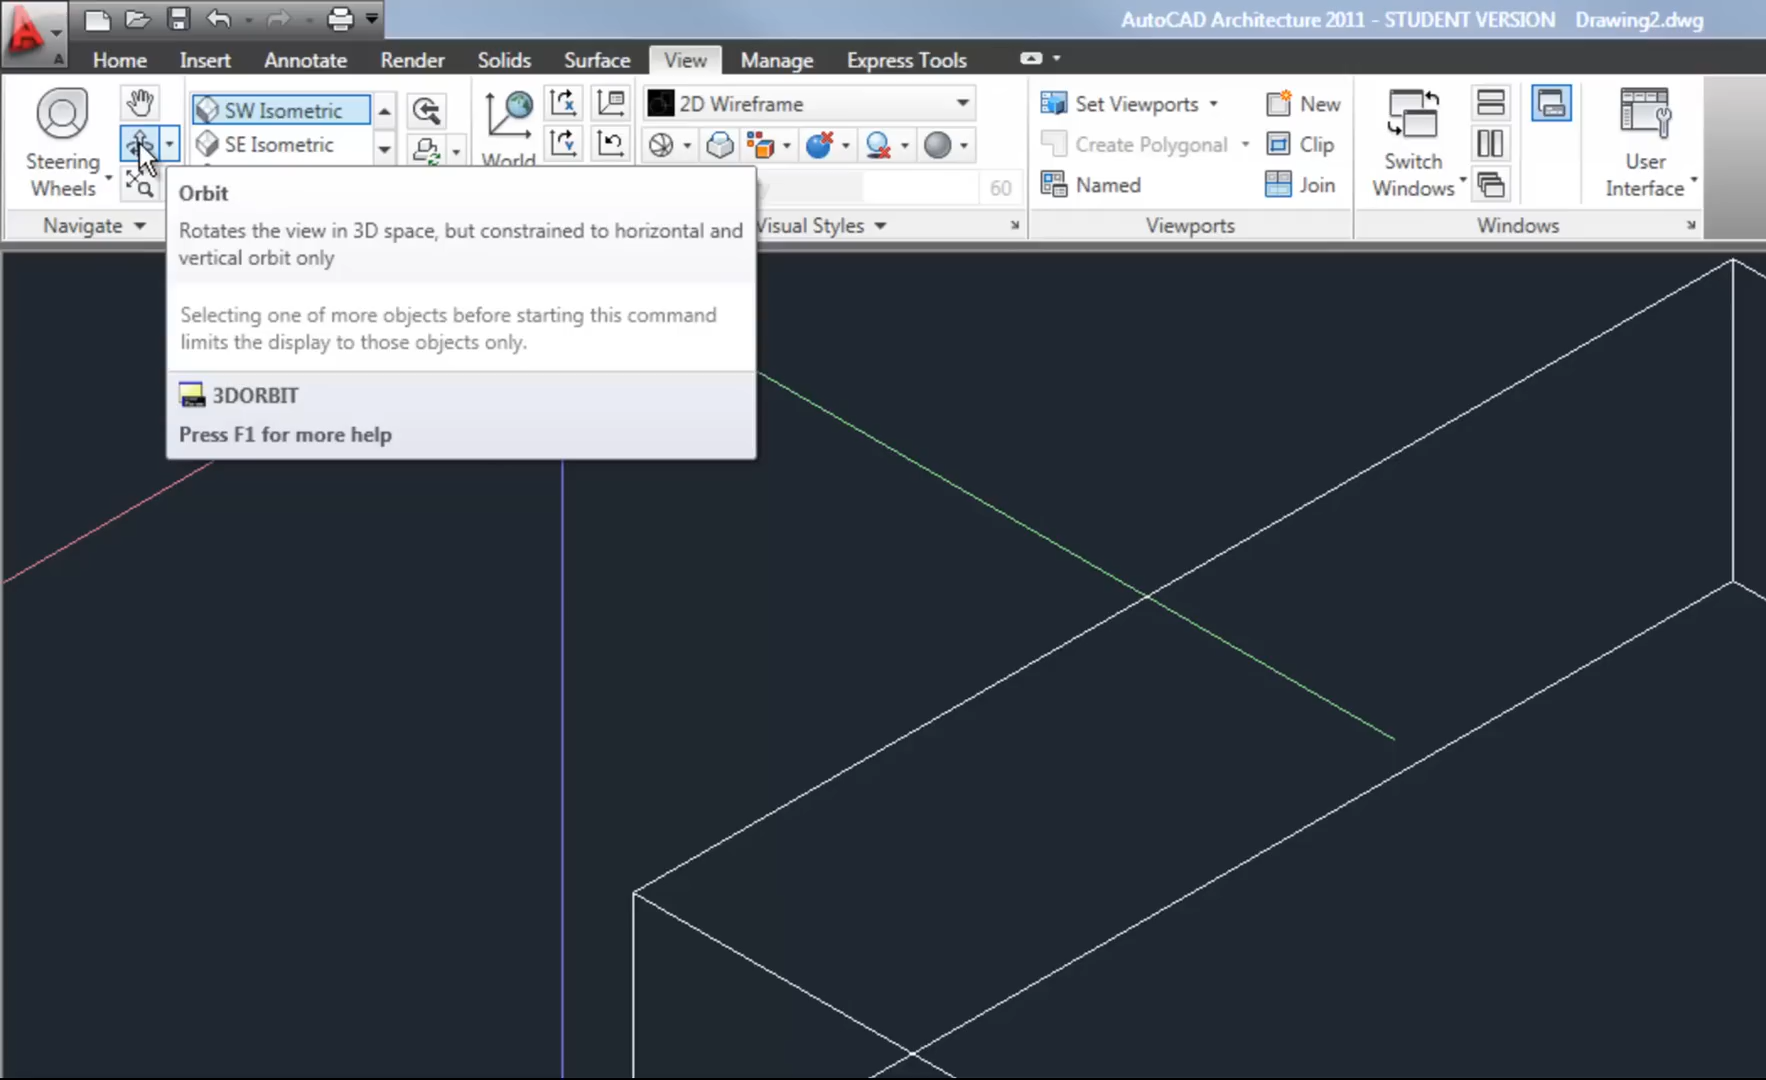 AutoCAD Architecture 2011 - STUDENT VERSION Drawing2.dwg
Home Insert Annotate Render Solids Surface View Manage Express Tools
SW Isometric
SE Isometric
Steering
Wheels
World
2D Wireframe
60
Set Viewports
New
Create Polygonal
Clip
Named
Join
Switch
Windows
User
Interface
Navigate
Visual Styles
Viewports
Windows
Orbit
Rotates the view in 3D space, but constrained to horizontal and
vertical orbit only
Selecting one of more objects before starting this command
limits the display to those objects only.
3DORBIT
Press F1 for more help